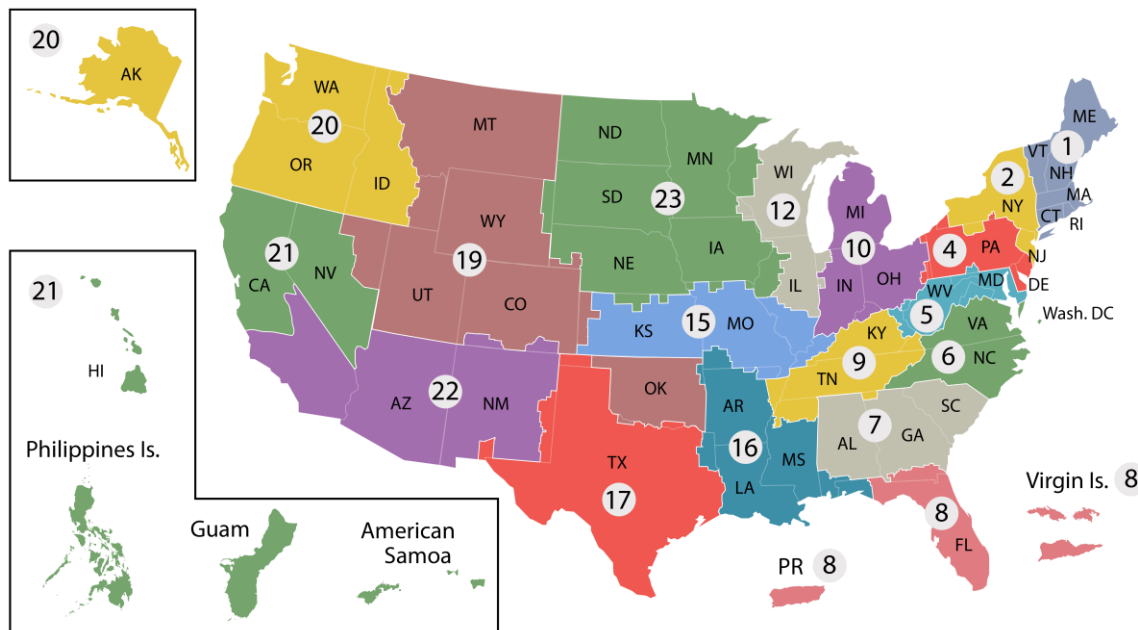 20
AK
WA
20
OR
ID
MT
ND
MN
WI
ME
VT
1
NH
MA
CT
RI
2
NY
NJ
4
PA
DE
SD
23
12
MI
10
WY
19
21
CA
NV
UT
CO
NE
IA
IL
IN
OH
WV
MD
5
Wash. DC
VA
KY
KS
15
MO
6
NC
9
TN
22
AZ
NM
OK
AR
SC
7
AL
GA
16
MS
TX
LA
17
8
FL
Virgin Is. 8
PR 8
21
HI
Philippines Is.
Guam
American
Samoa